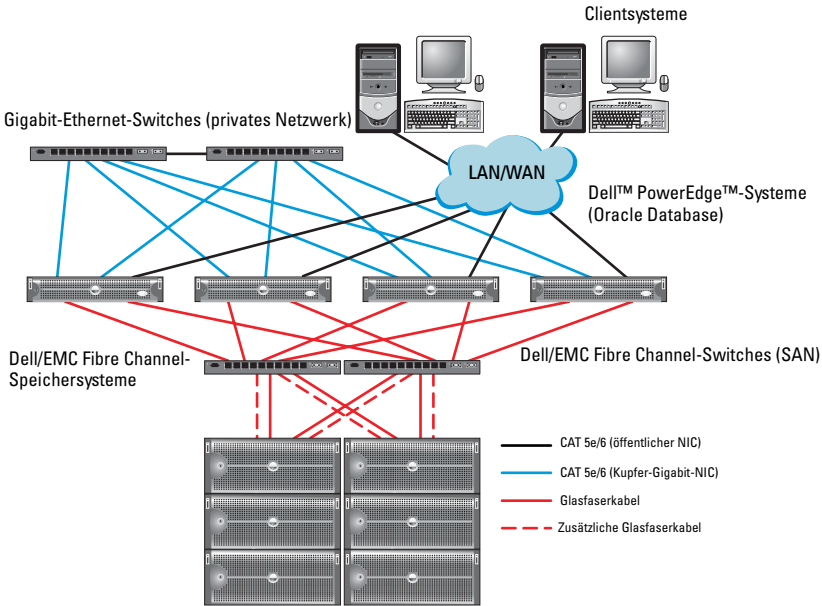 Clientsysteme
Gigabit-Ethernet-Switches (privates Netzwerk)
LAN/WAN
Dell™ PowerEdge™-Systeme
(Oracle Database)
Dell/EMC Fibre Channel-
Speichersysteme
Dell/EMC Fibre Channel-Switches (SAN)
CAT 5e/6 (öffentlicher NIC)
CAT 5e/6 (Kupfer-Gigabit-NIC)
Glasfaserkabel
Zusätzliche Glasfaserkabel